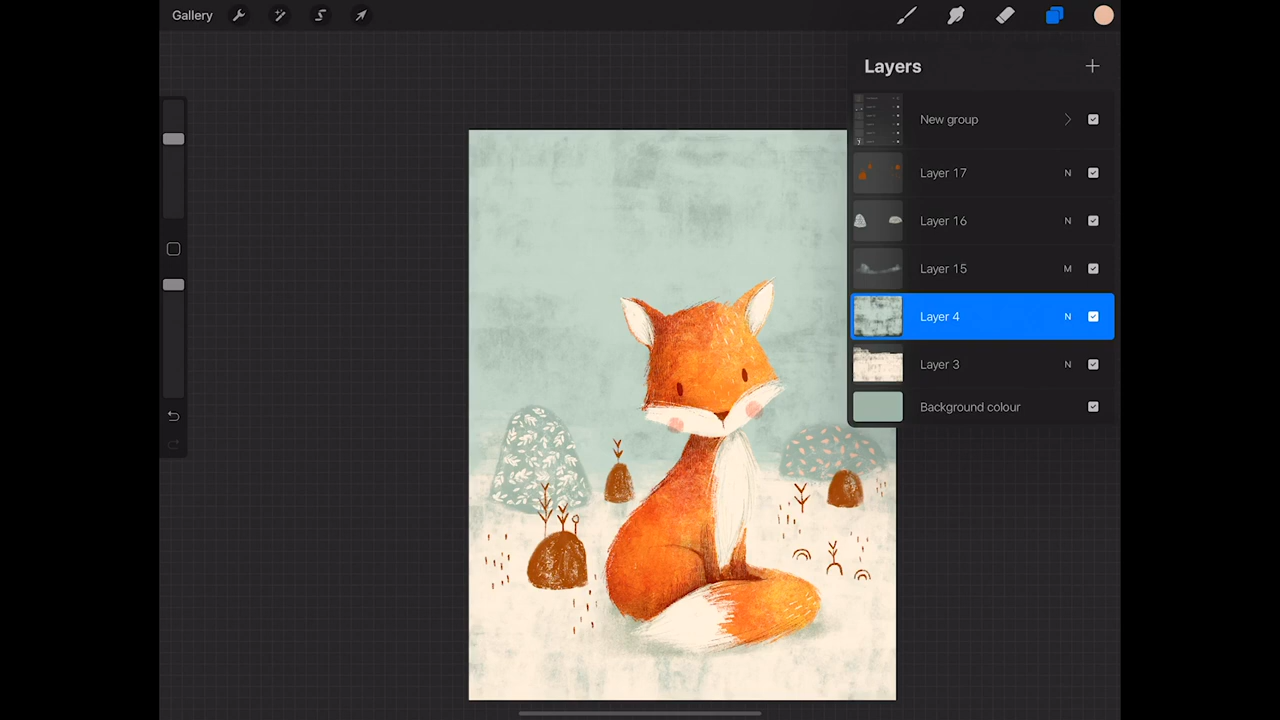 Gallery
Layers
New group
Layer 17 N
Layer 16 N
Layer 15 M
Layer 4 N
Layer 3 N
Background colour